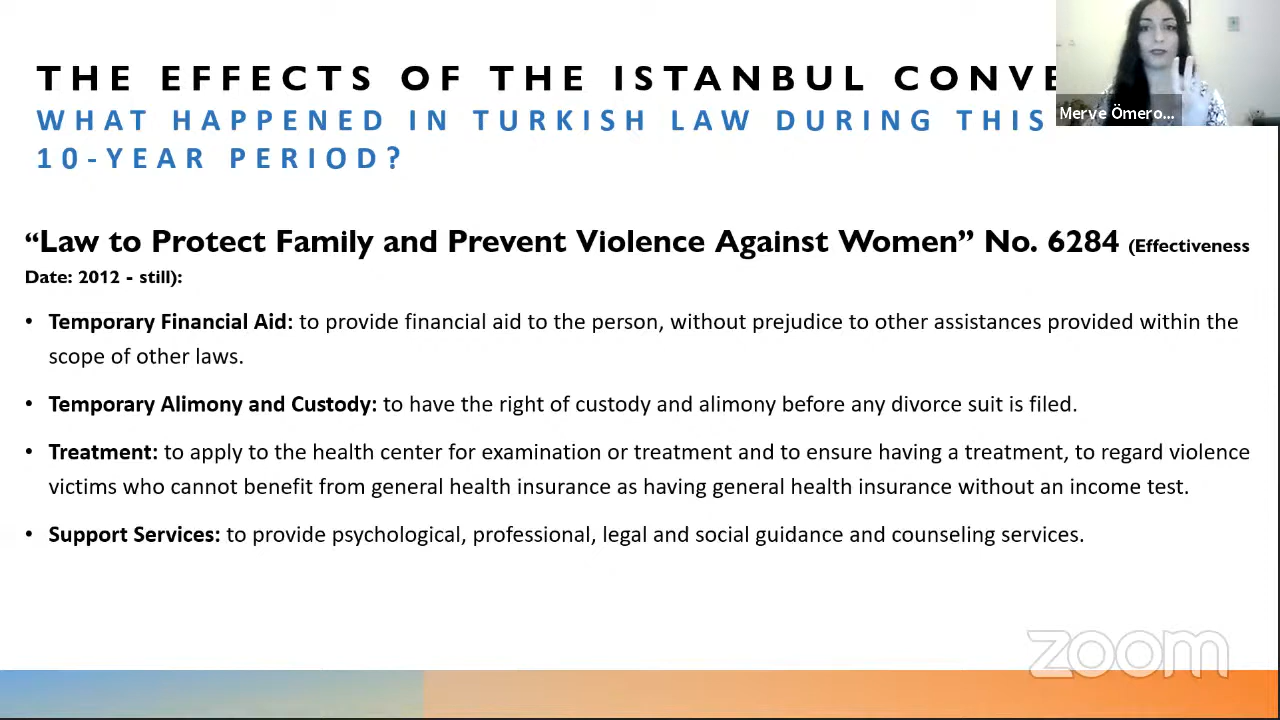 THE EFFECTS OF THE ISTANBUL CONVE
WHAT HAPPENED IN TURKISH LAW DURING THIS
10-YEAR PERIOD?
Merve Ömero...
“Law to Protect Family and Prevent Violence Against Women” No. 6284 (Effectiveness
Date: 2012 - still):
• Temporary Financial Aid: to provide financial aid to the person, without prejudice to other assistances provided within the
scope of other laws.
• Temporary Alimony and Custody: to have the right of custody and alimony before any divorce suit is filed.
• Treatment: to apply to the health center for examination or treatment and to ensure having a treatment, to regard violence
victims who cannot benefit from general health insurance as having general health insurance without an income test.
• Support Services: to provide psychological, professional, legal and social guidance and counseling services.
zoom